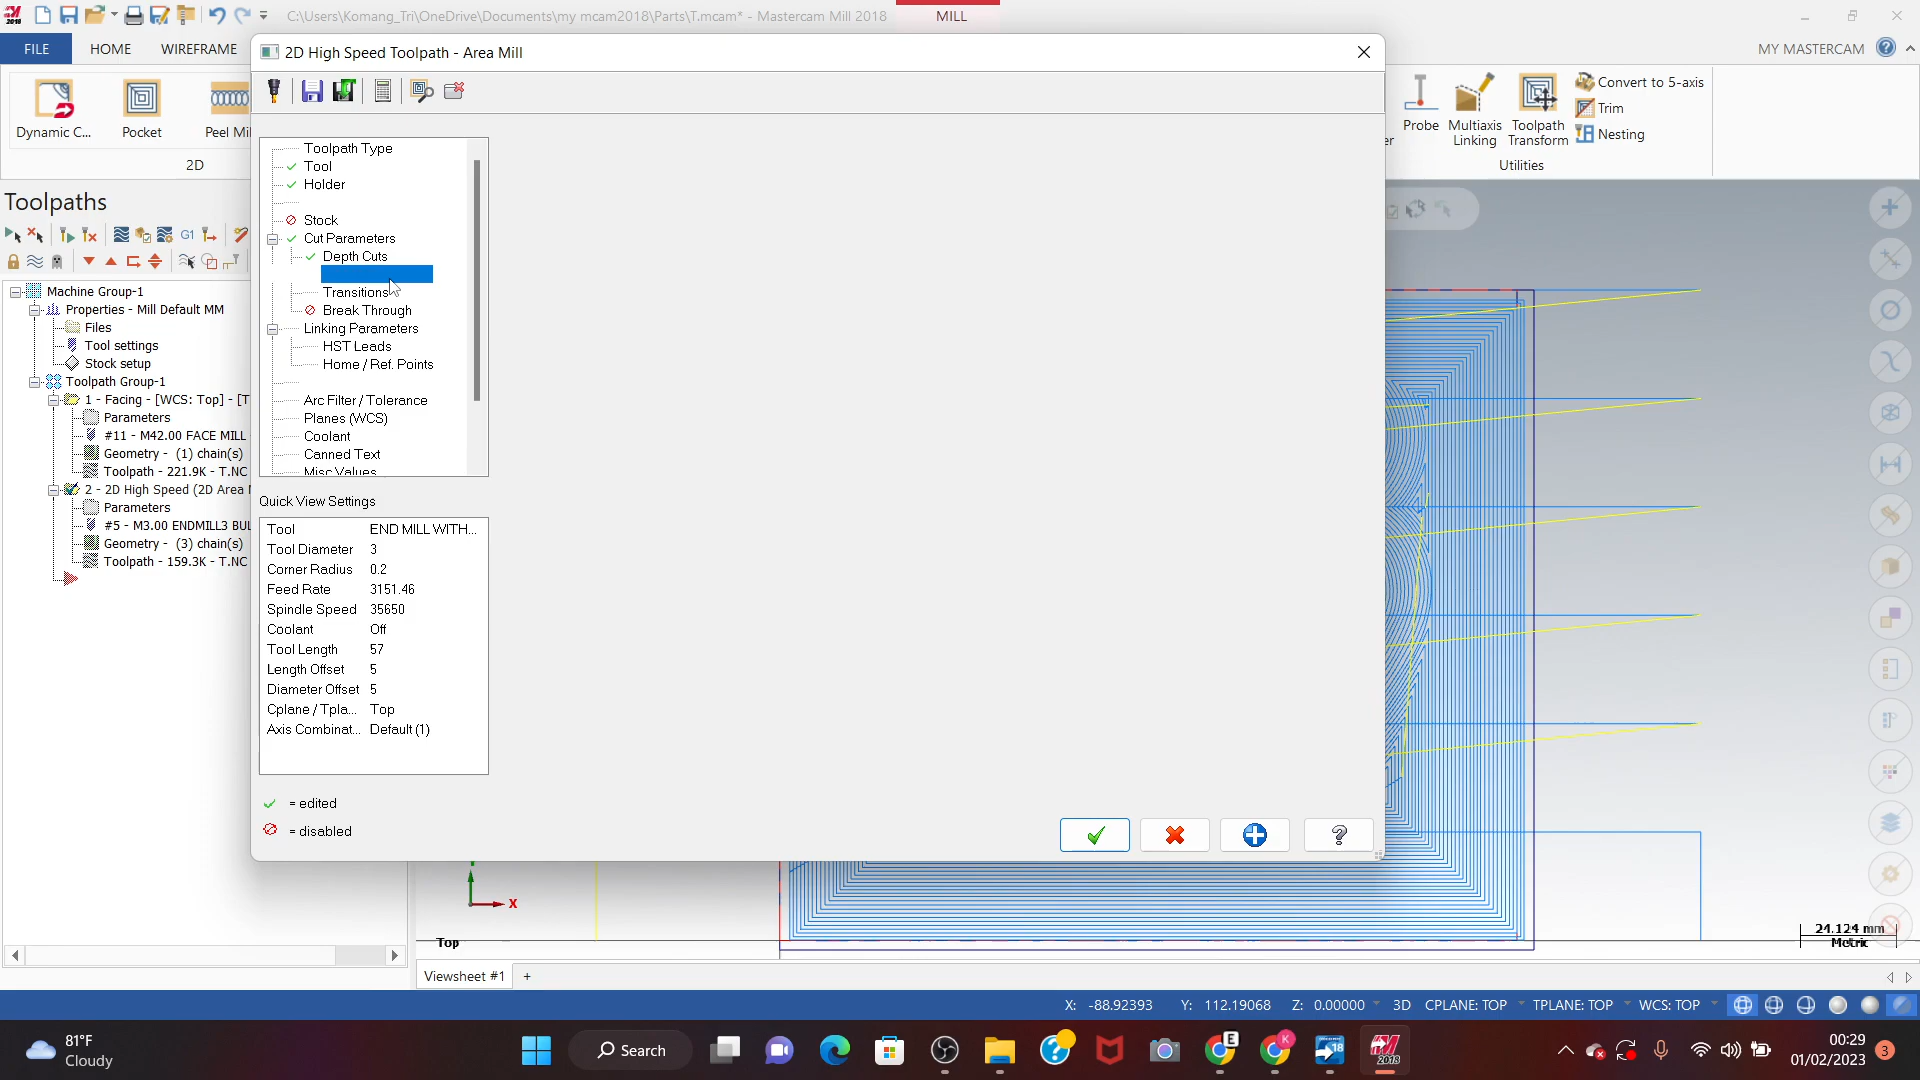 C:\Users\Komang_Tri\OneDrive\Documents\my mcam2018\Parts\T.mcam* - Mastercam Mill 2018
MILL
FILE
HOME
WIREFRAME
MY MASTERCAM
2D High Speed Toolpath - Area Mill
Dynamic C...
Pocket
Peel Mil
2D
Probe
Multiaxis
Linking
Toolpath
Transform
Convert to 5-axis
Trim
Nesting
Utilities
Toolpaths
G1
Machine Group-1
Properties - Mill Default MM
Files
Tool settings
Stock setup
Toolpath Group-1
1 - Facing - [WCS: Top] - [T
Parameters
#11 - M42.00 FACE MILL
Geometry - (1) chain(s)
Toolpath - 221.9K - T.NC
2 - 2D High Speed (2D Area
Parameters
#5 - M3.00 ENDMILL3 BUL
Geometry - (3) chain(s)
Toolpath - 159.3K - T.NC
Toolpath Type
Tool
Holder
Stock
Cut Parameters
Depth Cuts
Transitions
Break Through
Linking Parameters
HST Leads
Home / Ref. Points
Arc Filter / Tolerance
Planes (WCS)
Coolant
Canned Text
Misc Values
Quick View Settings
Tool END MILL WITH...
Tool Diameter 3
Corner Radius 0.2
Feed Rate 3151.46
Spindle Speed 35650
Coolant Off
Tool Length 57
Length Offset 5
Diameter Offset 5
Cplane / Tpla... Top
Axis Combinat... Default (1)
= edited
= disabled
X
Top
24.124 mm
Metric
Viewsheet #1 +
X: -88.92393 Y: 112.19068 Z: 0.00000 3D CPLANE: TOP TPLANE: TOP WCS: TOP
81°F
Cloudy
Search
00:29
01/02/2023
3